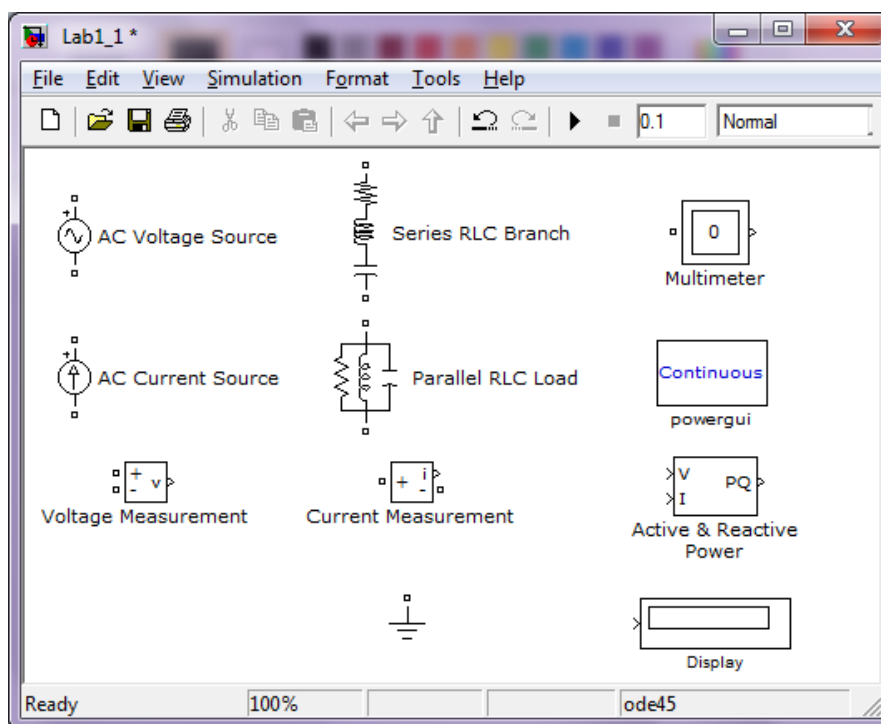 Lab1_1 *
File Edit View Simulation Format Tools Help
0.1 Normal
AC Voltage Source
Series RLC Branch
0
Multimeter
AC Current Source
Parallel RLC Load
Continuous
powergui
+ - v
Voltage Measurement
+ i -
Current Measurement
V I PQ
Active & Reactive
Power
Display
Ready 100% ode45